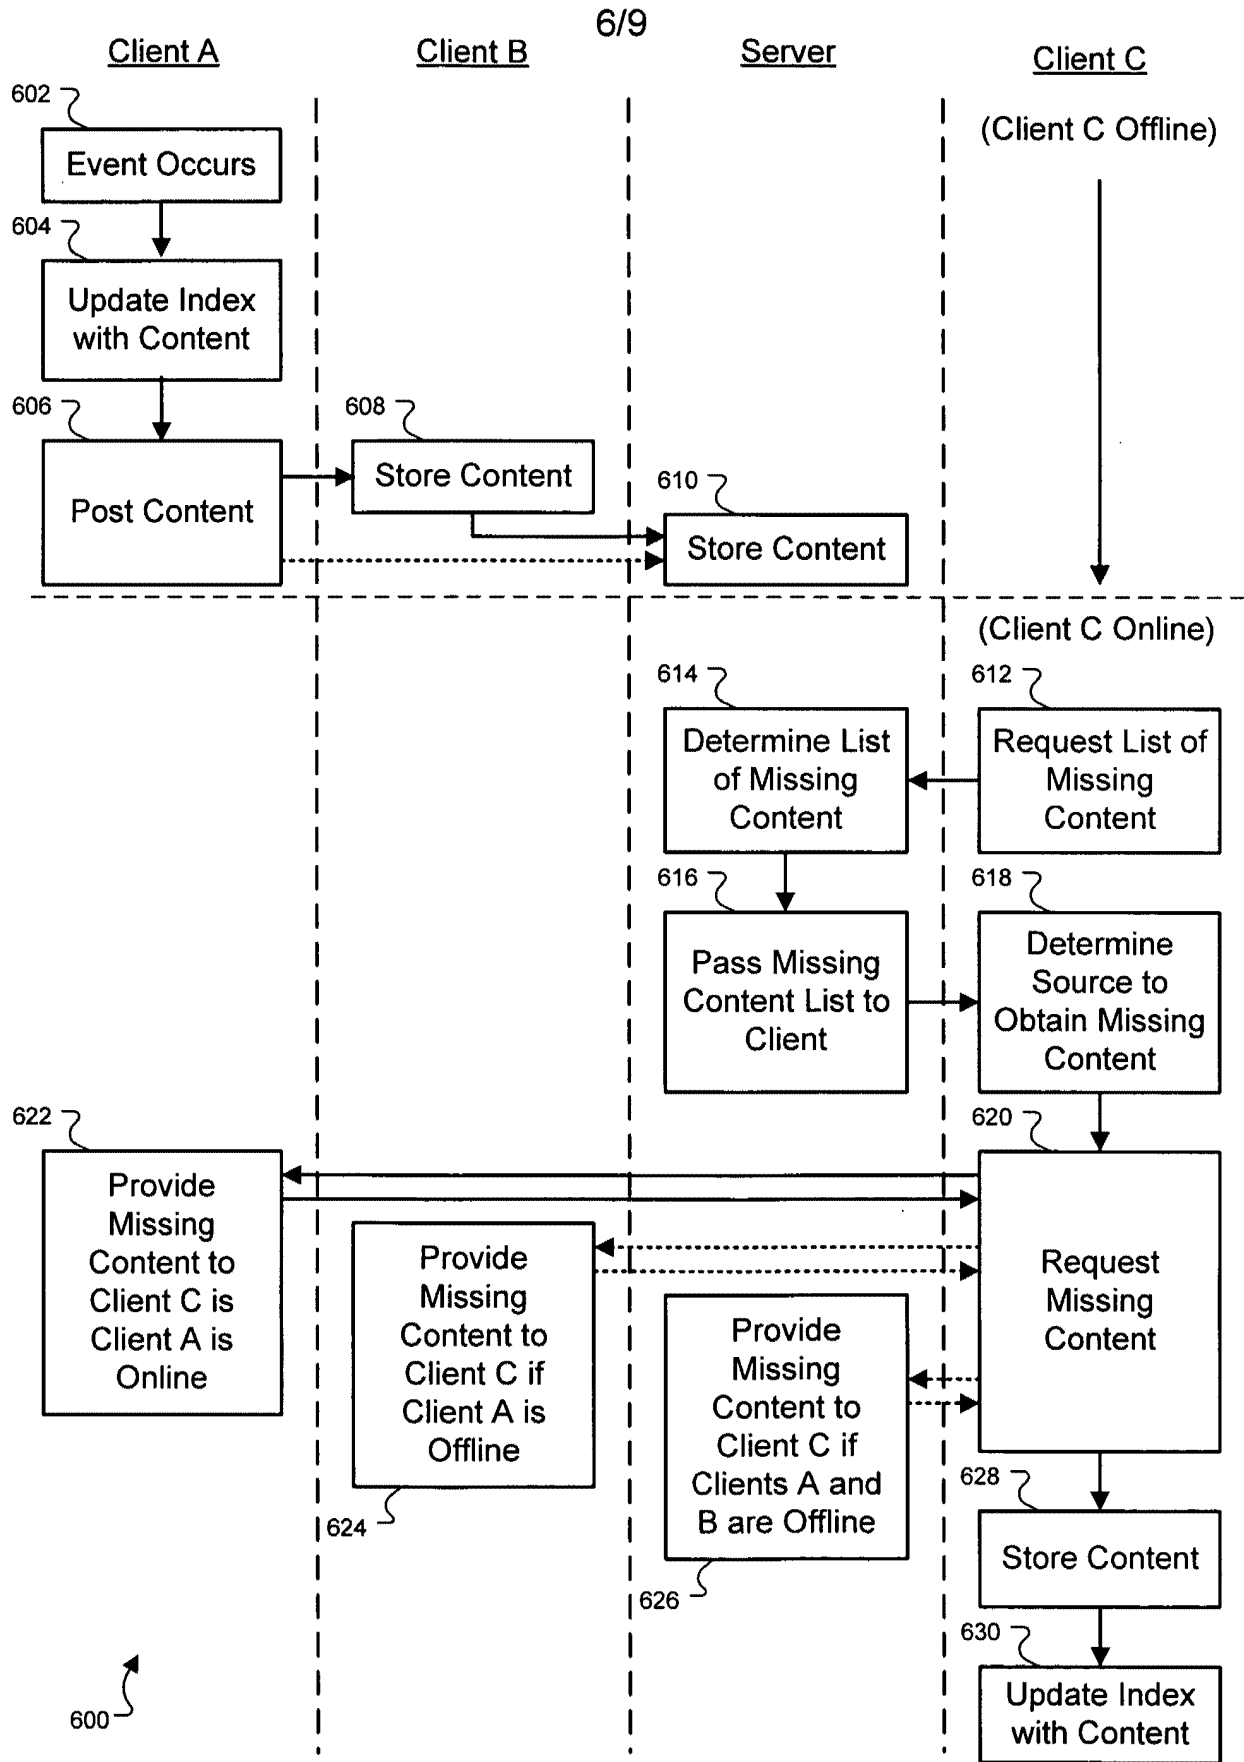 6/9
Client A
Client B
Server
Client C
602
Event Occurs
(Client C Offline)
604
Update Index
with Content
606
Post Content
608
Store Content
610
Store Content
(Client C Online)
614
Determine List
of Missing
Content
612
Request List of
Missing
Content
616
Pass Missing
Content List to
Client
618
Determine
Source to
Obtain Missing
Content
622
Provide
Missing
Content to
Client C is
Client A is
Online
620
Request
Missing
Content
Provide
Missing
Content to
Client C if
Client A is
Offline
624
Provide
Missing
Content to
Client C if
Clients A and
B are Offline
626
628
Store Content
630
Update Index
with Content
600